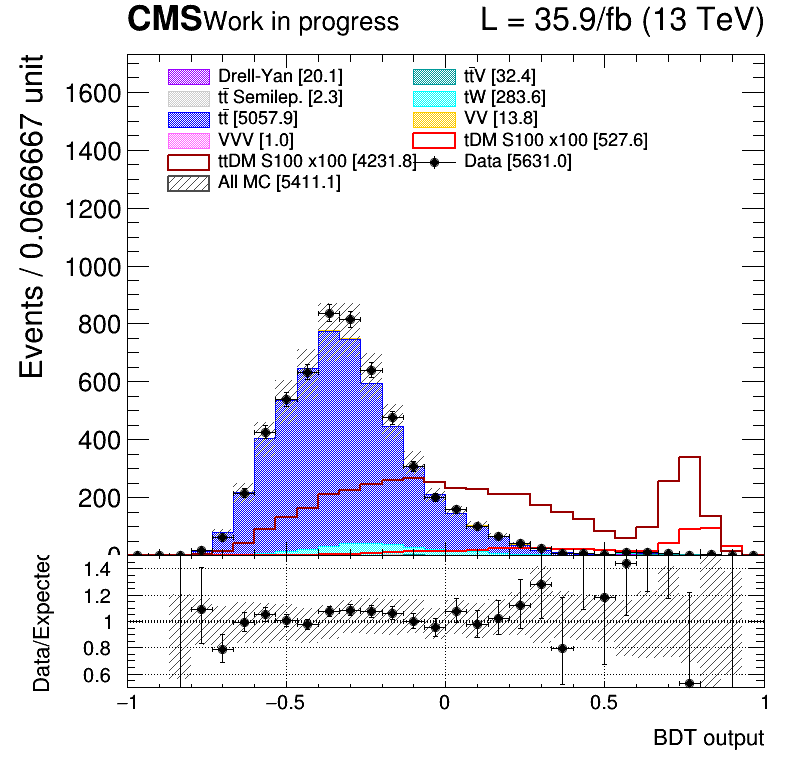 CMS Work in progress L = 35.9/fb (13 TeV)
Events / 0.0666667 unit
Drell-Yan [20.1] tt̄V [32.4]
tt̄ Semilep. [2.3] tW [283.6]
tt̄ [5057.9] VV [13.8]
VVV [1.0] tDM S100 x100 [527.6]
ttDM S100 x100 [4231.8] Data [5631.0]
All MC [5411.1]
1600
1400
1200
1000
800
600
400
200
0
Data/Expected
1.4
1.2
1
0.8
0.6
−1 −0.5 0 0.5 1
BDT output